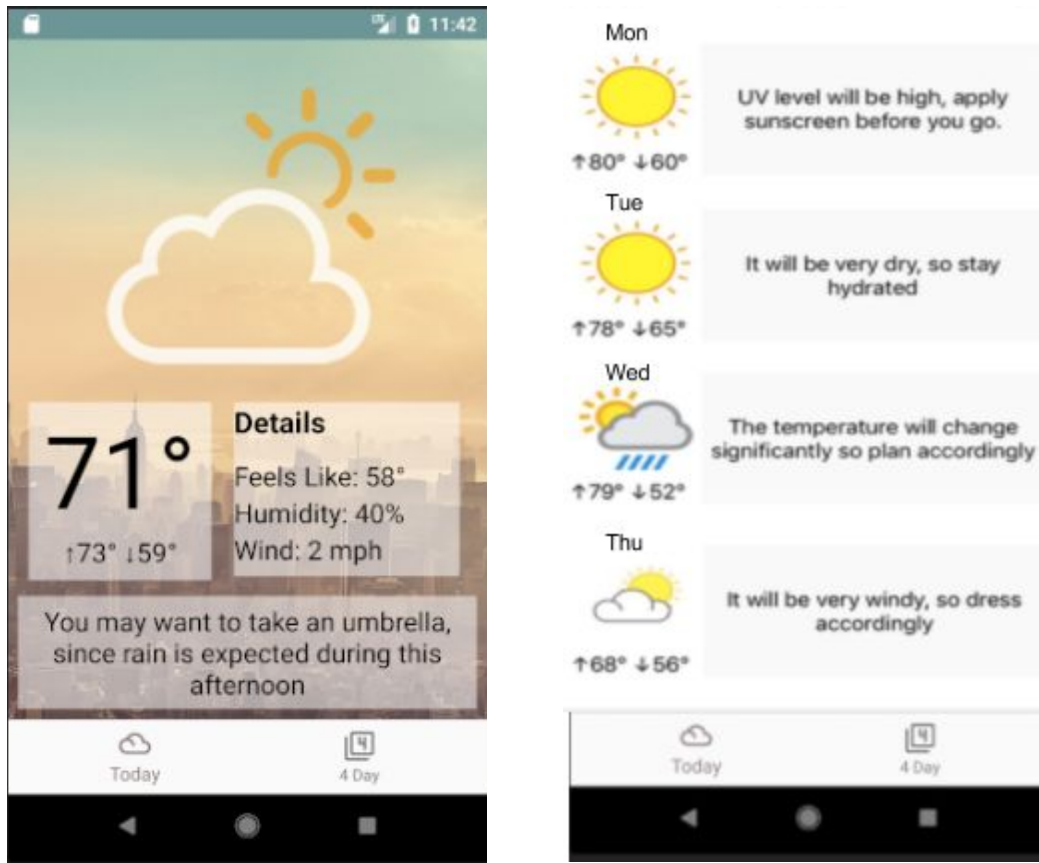 LTE 11:42
71°
↑73° ↓59°
Details
Feels Like: 58°
Humidity: 40%
Wind: 2 mph
You may want to take an umbrella,
since rain is expected during this
afternoon
Today
4
4 Day
Mon
↑80° ↓60°
UV level will be high, apply
sunscreen before you go.
Tue
↑78° ↓65°
It will be very dry, so stay
hydrated
Wed
↑79° ↓52°
The temperature will change
significantly so plan accordingly
Thu
↑68° ↓56°
It will be very windy, so dress
accordingly
Today
4
4 Day